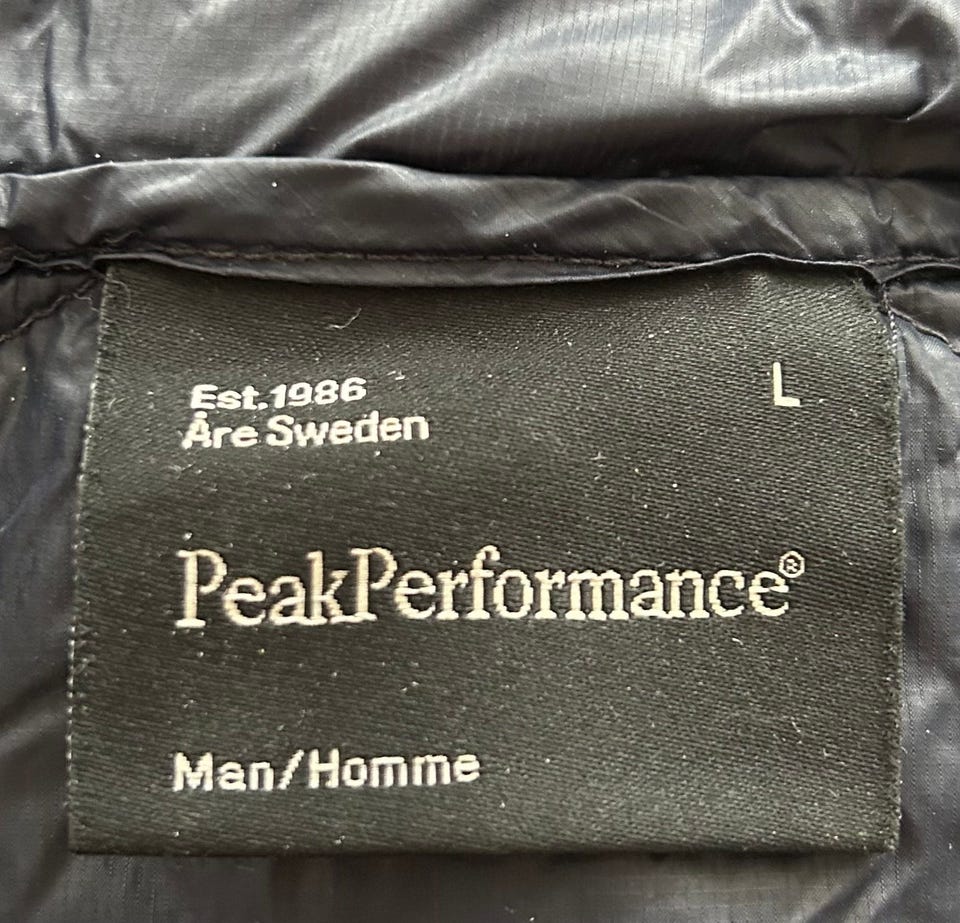 Est.1986
L
Åre Sweden
PeakPerformance®
Man/Homme